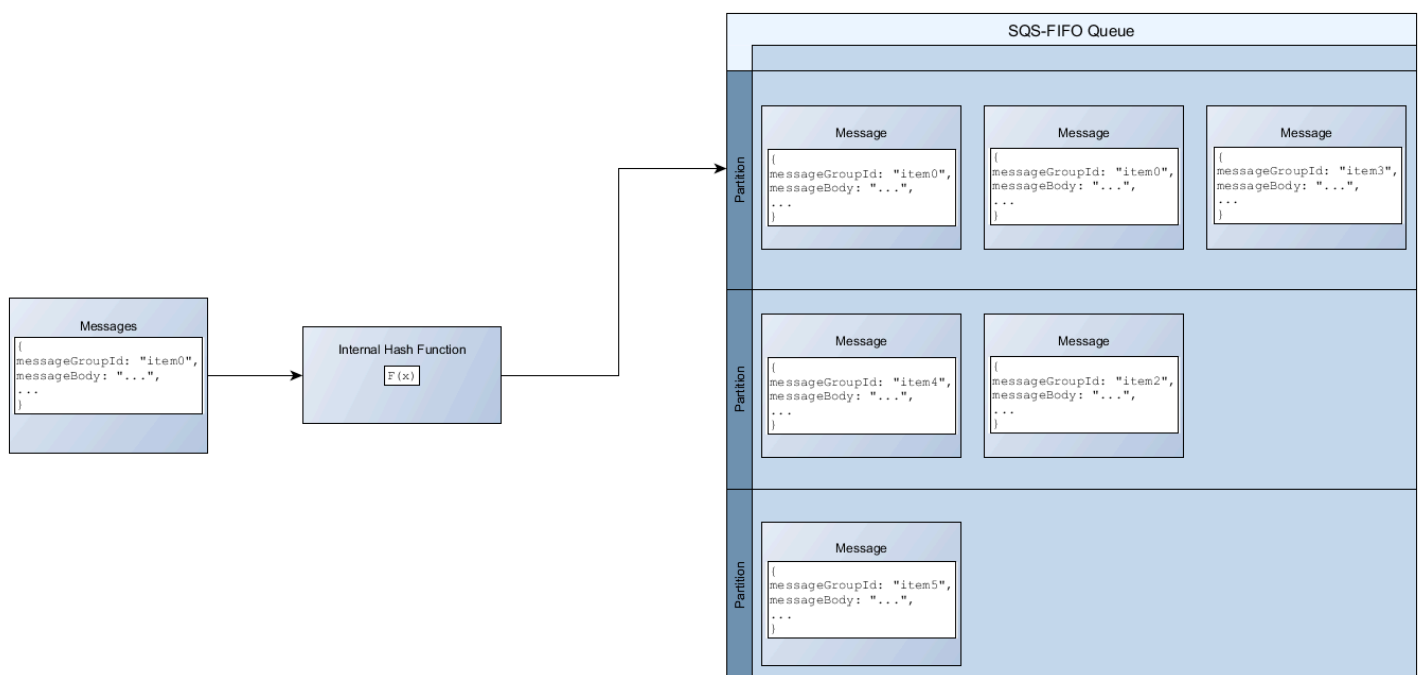 SQS-FIFO Queue
Partition
Message
{
messageGroupId: "item0",
messageBody: "...",
...
}
Message
{
messageGroupId: "item0",
messageBody: "...",
...
}
Message
{
messageGroupId: "item3",
messageBody: "...",
...
}
Messages
{
messageGroupId: "item0",
messageBody: "...",
...
}
Internal Hash Function
F(x)
Partition
Message
{
messageGroupId: "item4",
messageBody: "...",
...
}
Message
{
messageGroupId: "item2",
messageBody: "...",
...
}
Partition
Message
{
messageGroupId: "item5",
messageBody: "...",
...
}